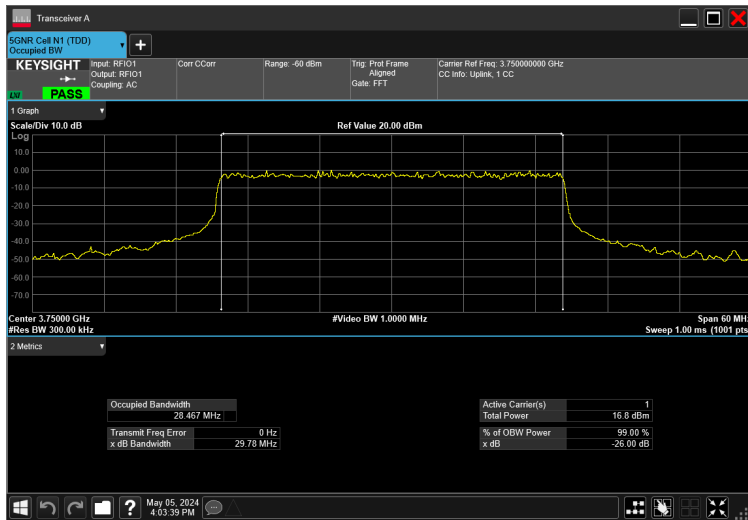 Transceiver A
5GNR Cell N1 (TDD)
Occupied BW
KEYSIGHT
LXI
PASS
Input: RFIO1
Output: RFIO1
Coupling: AC
Corr CCorr
Range: -60 dBm
Trig: Prot Frame
Aligned
Gate: FFT
Carrier Ref Freq: 3.750000000 GHz
CC Info: Uplink, 1 CC
1 Graph
Scale/Div 10.0 dB
Ref Value 20.00 dBm
Log
10.0
0.00
-10.0
-20.0
-30.0
-40.0
-50.0
-60.0
-70.0
Center 3.75000 GHz
#Video BW 1.0000 MHz
Span 60 MHz
#Res BW 300.00 kHz
Sweep 1.00 ms (1001 pts
2 Metrics
Occupied Bandwidth
28.467 MHz
Transmit Freq Error 0 Hz
x dB Bandwidth 29.78 MHz
Active Carrier(s) 1
Total Power 16.8 dBm
% of OBW Power 99.00 %
x dB -26.00 dB
?
May 05, 2024
4:03:39 PM